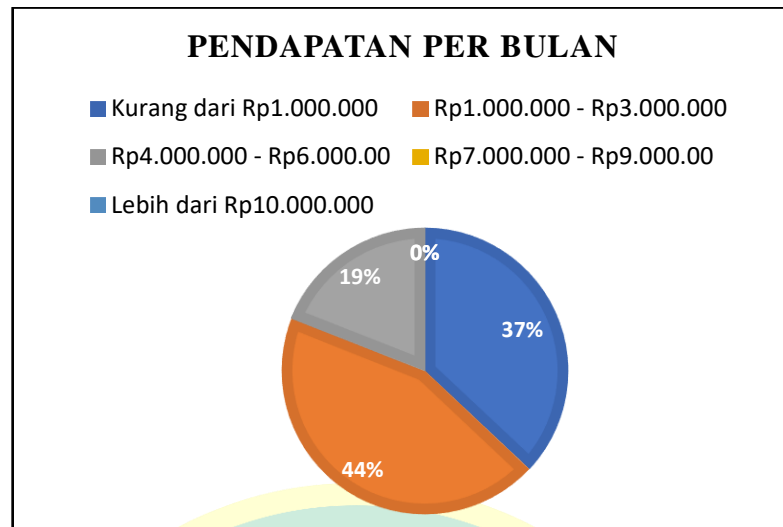 PENDAPATAN PER BULAN
Kurang dari Rp1.000.000 Rp1.000.000 - Rp3.000.000
Rp4.000.000 - Rp6.000.00 Rp7.000.000 - Rp9.000.00
Lebih dari Rp10.000.000
0%
19%
37%
44%